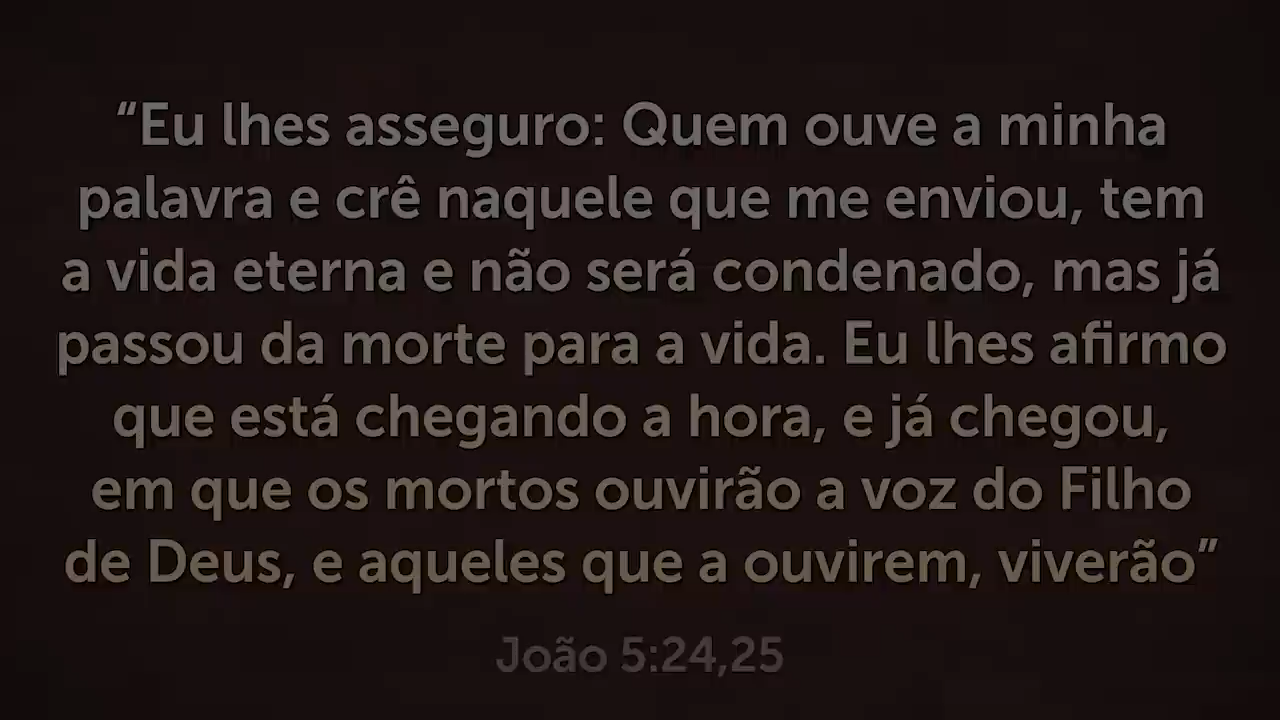 “Eu lhes asseguro: Quem ouve a minha
palavra e crê naquele que me enviou, tem
a vida eterna e não será condenado, mas já
passou da morte para a vida. Eu lhes afirmo
que está chegando a hora, e já chegou,
em que os mortos ouvirão a voz do Filho
de Deus, e aqueles que a ouvirem, viverão”
João 5:24,25